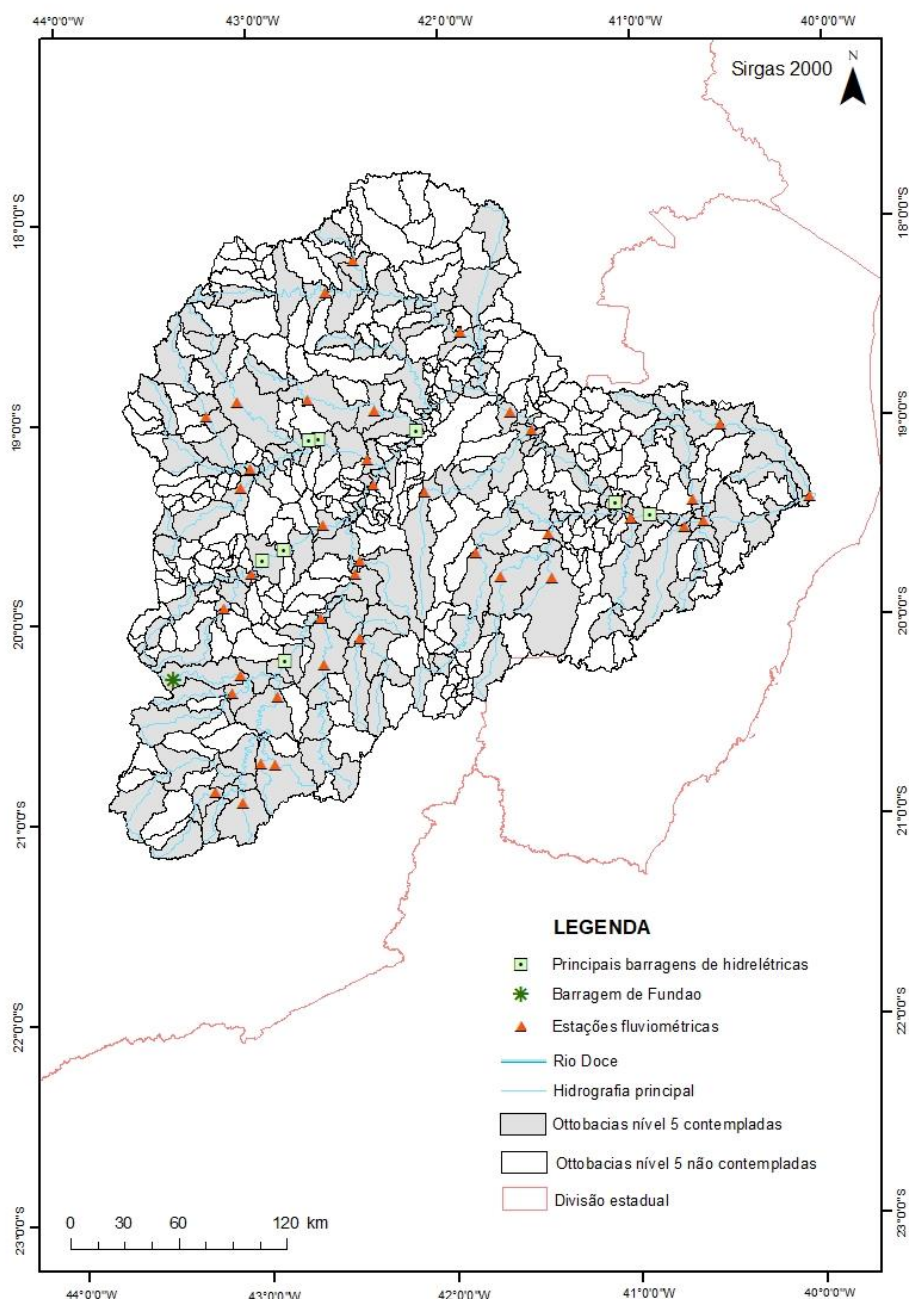 44°0'0"W 43°0'0"W 42°0'0"W 41°0'0"W 40°0'0"W
Sirgas 2000
N
18°0'0"S 18°0'0"S
19°0'0"S 19°0'0"S
20°0'0"S 20°0'0"S
21°0'0"S 21°0'0"S
22°0'0"S 22°0'0"S
23°0'0"S 23°0'0"S
LEGENDA
Principais barragens de hidrelétricas
Barragem de Fundao
Estações fluviométricas
Rio Doce
Hidrografia principal
Ottobacias nível 5 contempladas
Ottobacias nível 5 não contempladas
Divisão estadual
0 30 60 120 km
44°0'0"W 43°0'0"W 42°0'0"W 41°0'0"W 40°0'0"W